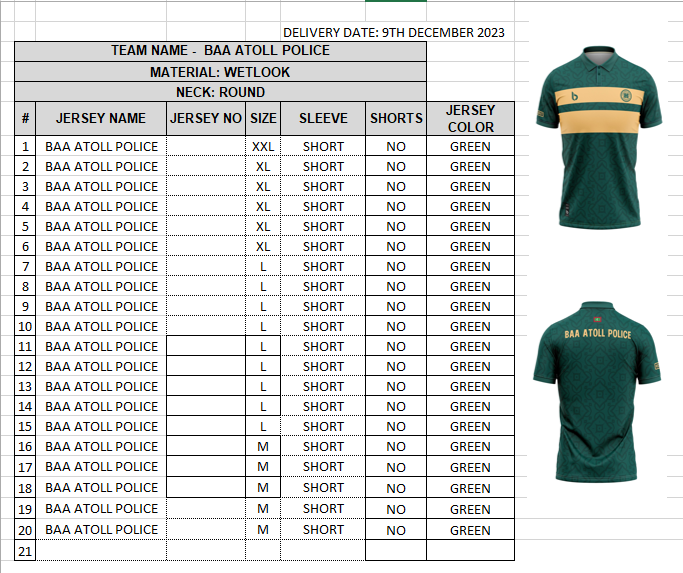 DELIVERY DATE: 9TH DECEMBER 2023
TEAM NAME - BAA ATOLL POLICE
MATERIAL: WETLOOK
NECK: ROUND
# JERSEY NAME JERSEY NO SIZE SLEEVE SHORTS JERSEY COLOR
1 BAA ATOLL POLICE XXL SHORT NO GREEN
2 BAA ATOLL POLICE XL SHORT NO GREEN
3 BAA ATOLL POLICE XL SHORT NO GREEN
4 BAA ATOLL POLICE XL SHORT NO GREEN
5 BAA ATOLL POLICE XL SHORT NO GREEN
6 BAA ATOLL POLICE XL SHORT NO GREEN
7 BAA ATOLL POLICE L SHORT NO GREEN
8 BAA ATOLL POLICE L SHORT NO GREEN
9 BAA ATOLL POLICE L SHORT NO GREEN
10 BAA ATOLL POLICE L SHORT NO GREEN
11 BAA ATOLL POLICE L SHORT NO GREEN
12 BAA ATOLL POLICE L SHORT NO GREEN
13 BAA ATOLL POLICE L SHORT NO GREEN
14 BAA ATOLL POLICE L SHORT NO GREEN
15 BAA ATOLL POLICE L SHORT NO GREEN
16 BAA ATOLL POLICE M SHORT NO GREEN
17 BAA ATOLL POLICE M SHORT NO GREEN
18 BAA ATOLL POLICE M SHORT NO GREEN
19 BAA ATOLL POLICE M SHORT NO GREEN
20 BAA ATOLL POLICE M SHORT NO GREEN
21
BAA ATOLL POLICE